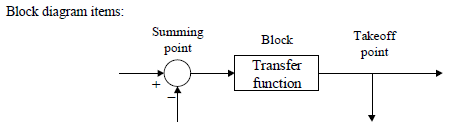 Block diagram items:
Summing
point
Block
Takeoff
point
Transfer
function
+
−